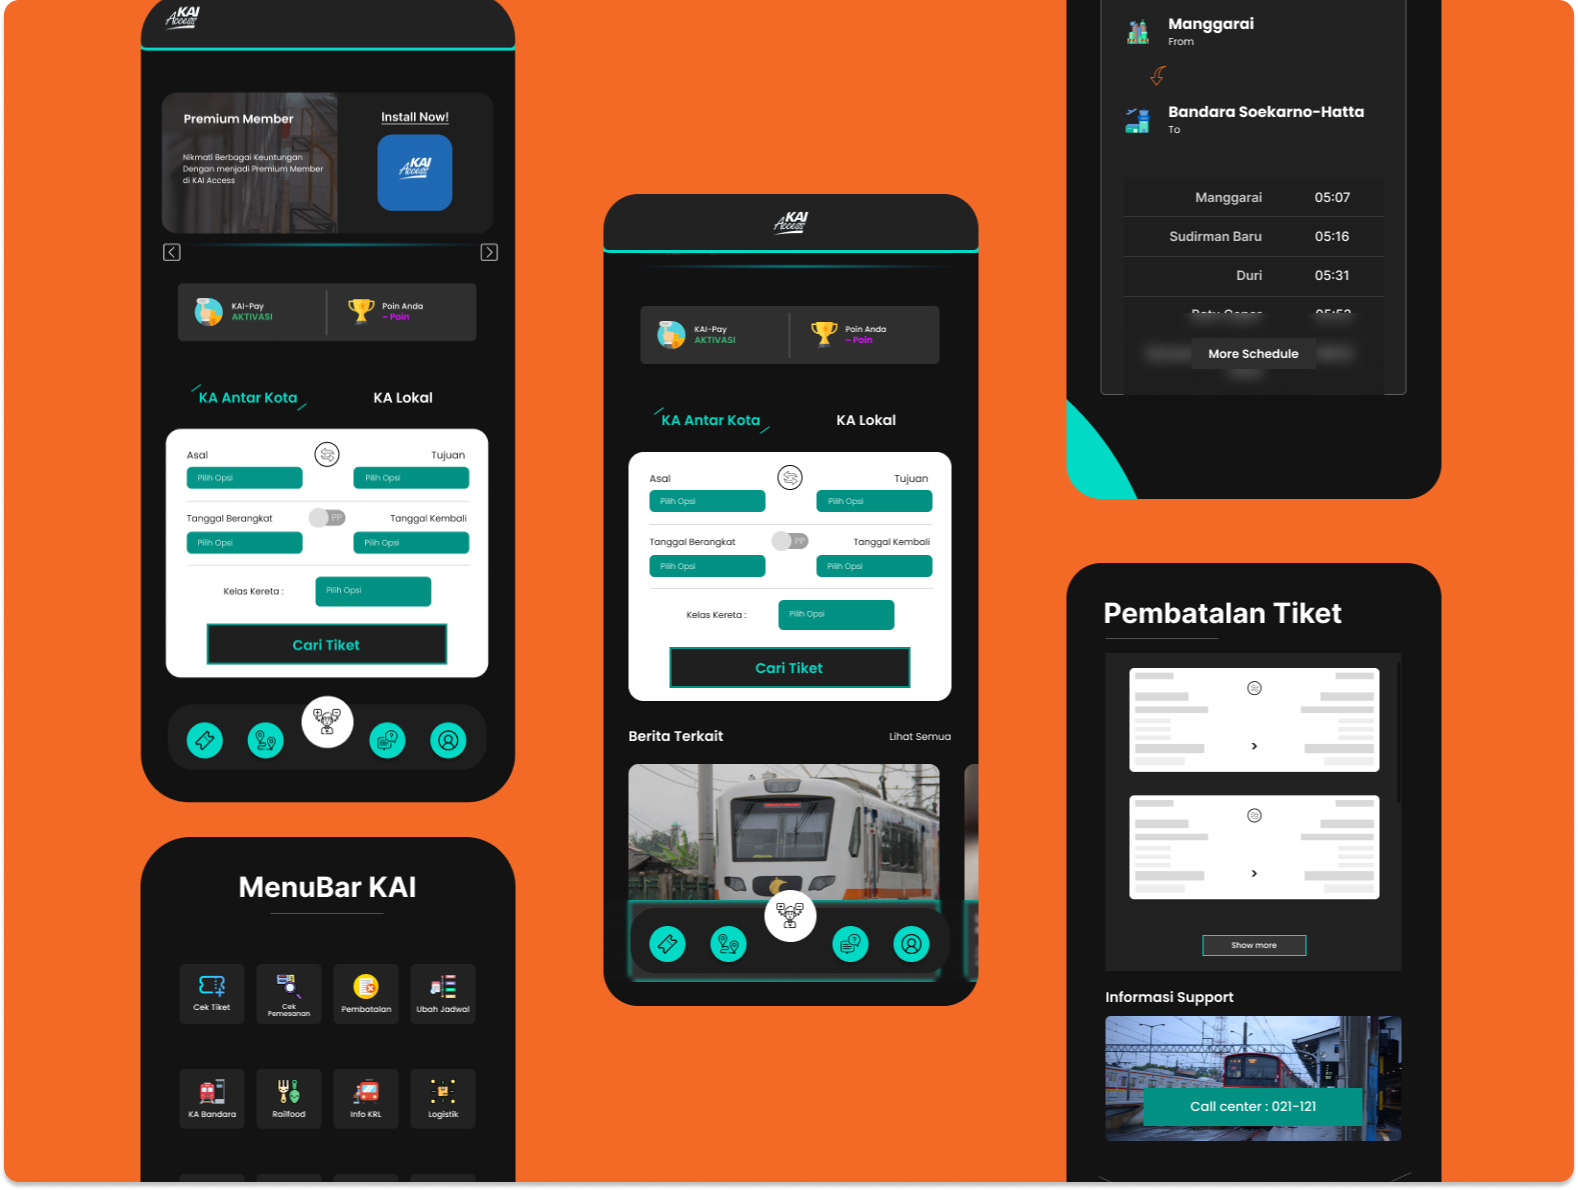 KAI
Access
Premium Member
Nikmati Berbagai Keuntungan
Dengan menjadi Premium Member
di KAI Access
Install Now!
KAI
Access
KAI-Pay
AKTIVASI
Poin Anda
~ Poin
KA Antar Kota
KA Lokal
Asal
Tujuan
Pilih Opsi
Pilih Opsi
Tanggal Berangkat
PP
Tanggal Kembali
Pilih Opsi
Pilih Opsi
Kelas Kereta :
Pilih Opsi
Cari Tiket
MenuBar KAI
Cek Tiket
Cek
Pemesanan
Pembatalan
Ubah Jadwal
KA Bandara
Railfood
Info KRL
Logistik
KAI
Access
KAI-Pay
AKTIVASI
Poin Anda
~ Poin
KA Antar Kota
KA Lokal
Asal
Tujuan
Pilih Opsi
Pilih Opsi
Tanggal Berangkat
PP
Tanggal Kembali
Pilih Opsi
Pilih Opsi
Kelas Kereta :
Pilih Opsi
Cari Tiket
Berita Terkait
Lihat Semua
Manggarai
From
Bandara Soekarno-Hatta
To
Manggarai 05:07
Sudirman Baru 05:16
Duri 05:31
More Schedule
Pembatalan Tiket
Show more
Informasi Support
Call center : 021-121